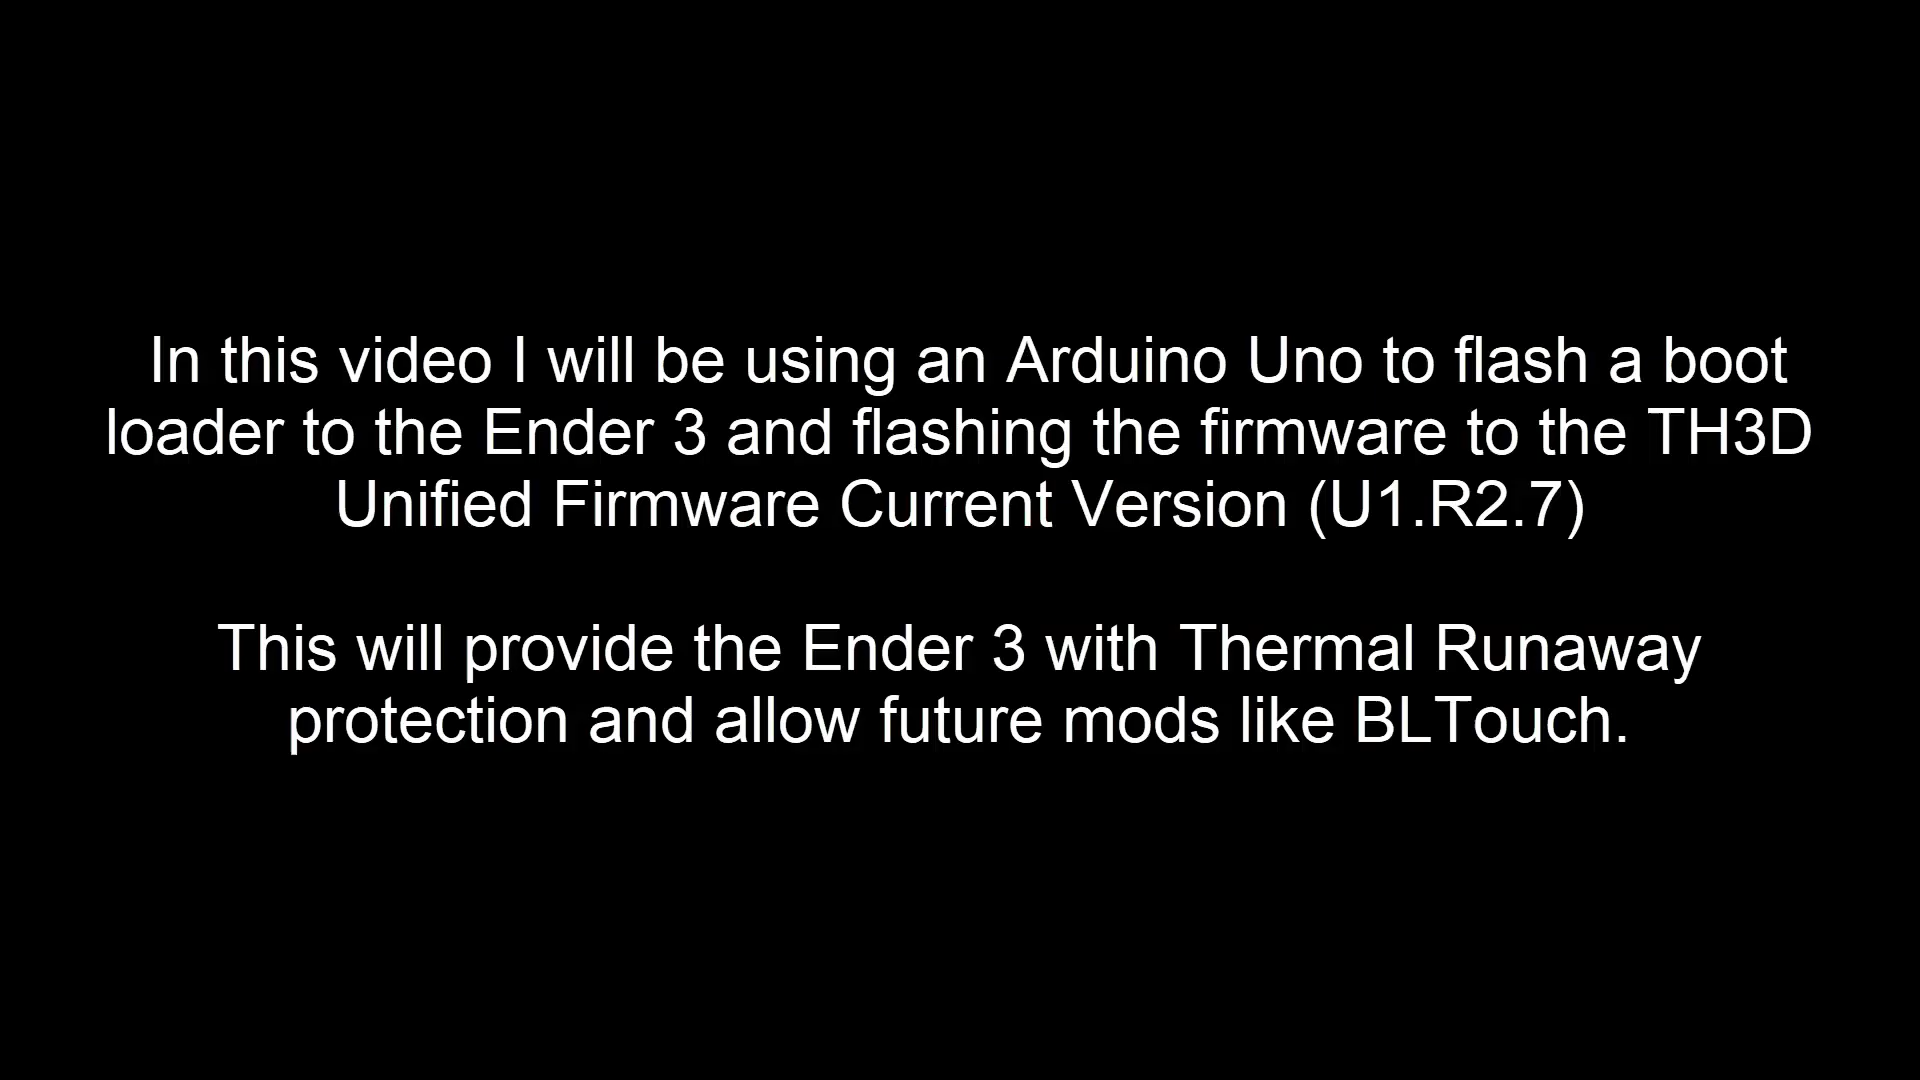 In this video I will be using an Arduino Uno to flash a boot
loader to the Ender 3 and flashing the firmware to the TH3D
Unified Firmware Current Version (U1.R2.7)
This will provide the Ender 3 with Thermal Runaway
protection and allow future mods like BLTouch.